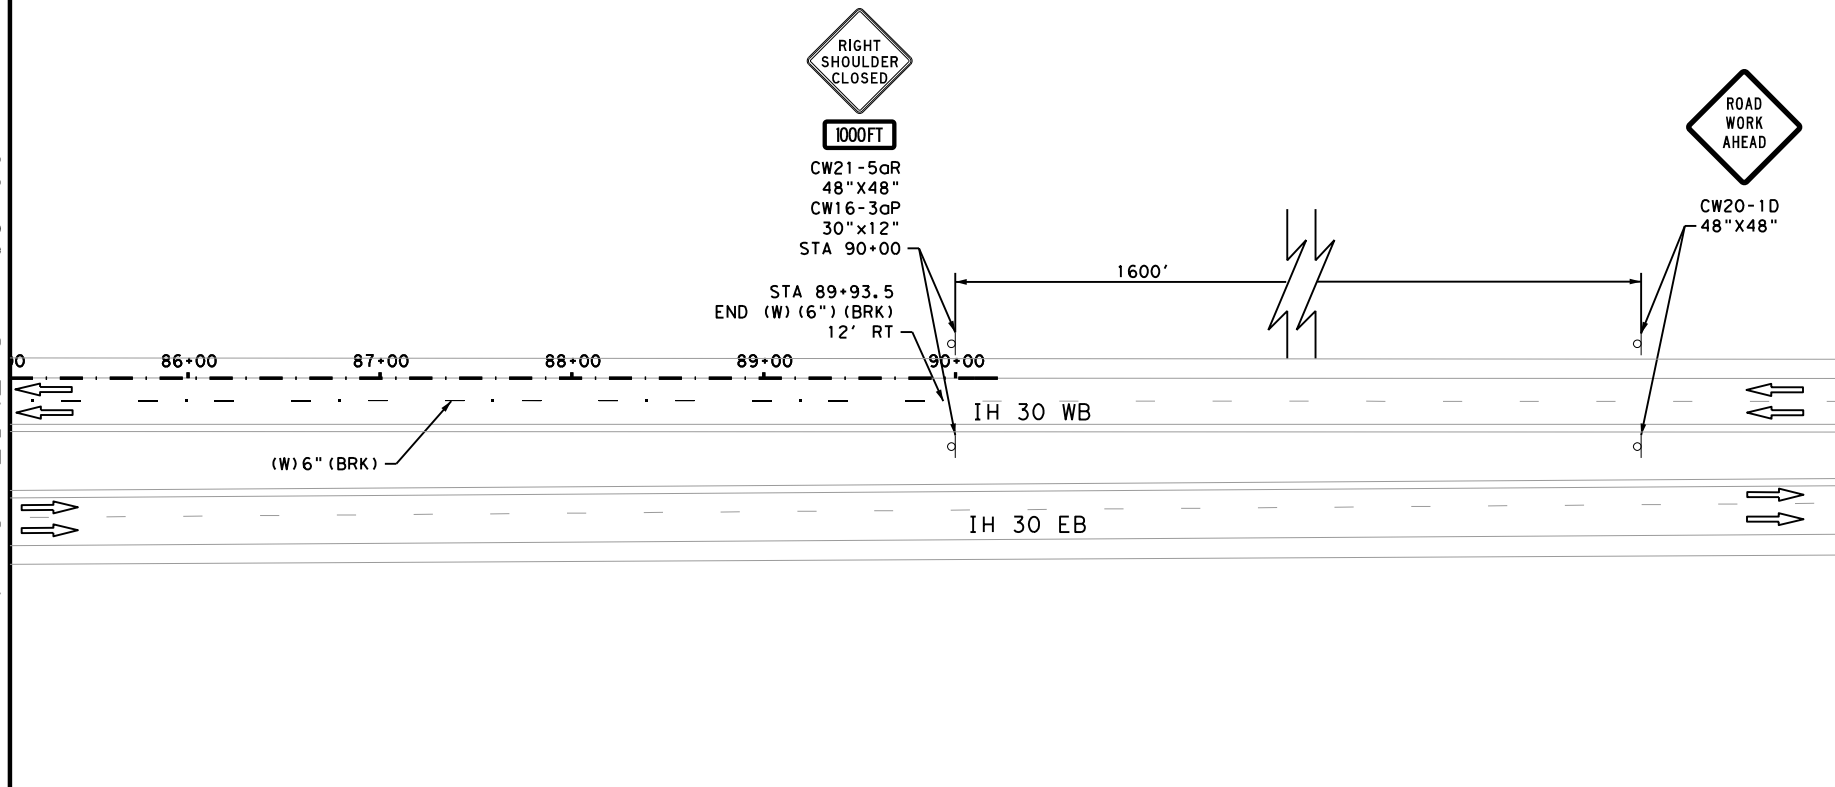 RIGHT
SHOULDER
CLOSED
1000FT
CW21-5aR
48"X48"
CW16-3aP
30"x12"
STA 90+00
ROAD
WORK
AHEAD
CW20-1D
48"X48"
1600'
STA 89+93.5
END (W)(6")(BRK)
12' RT
86+00 87+00 88+00 89+00 90+00
IH 30 WB
(W)6"(BRK)
IH 30 EB